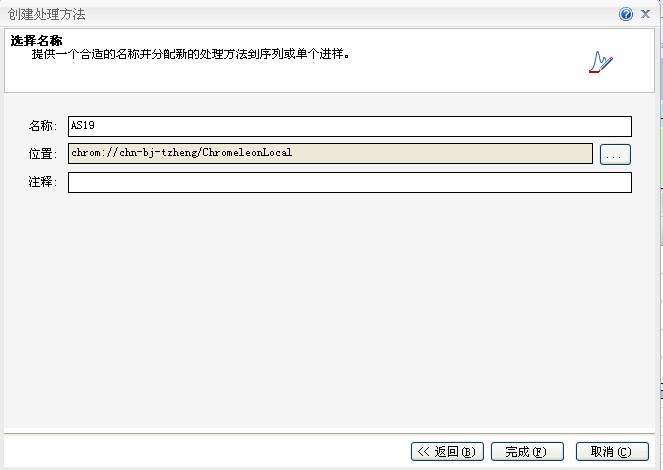 创建处理方法
选择名称
提供一个合适的名称并分配新的处理方法到序列或单个进样。
名称: AS19
位置: chrom://chn-bj-tzheng/ChromeleonLocal ...
注释:
<< 返回(B) 完成(F) 取消(C)